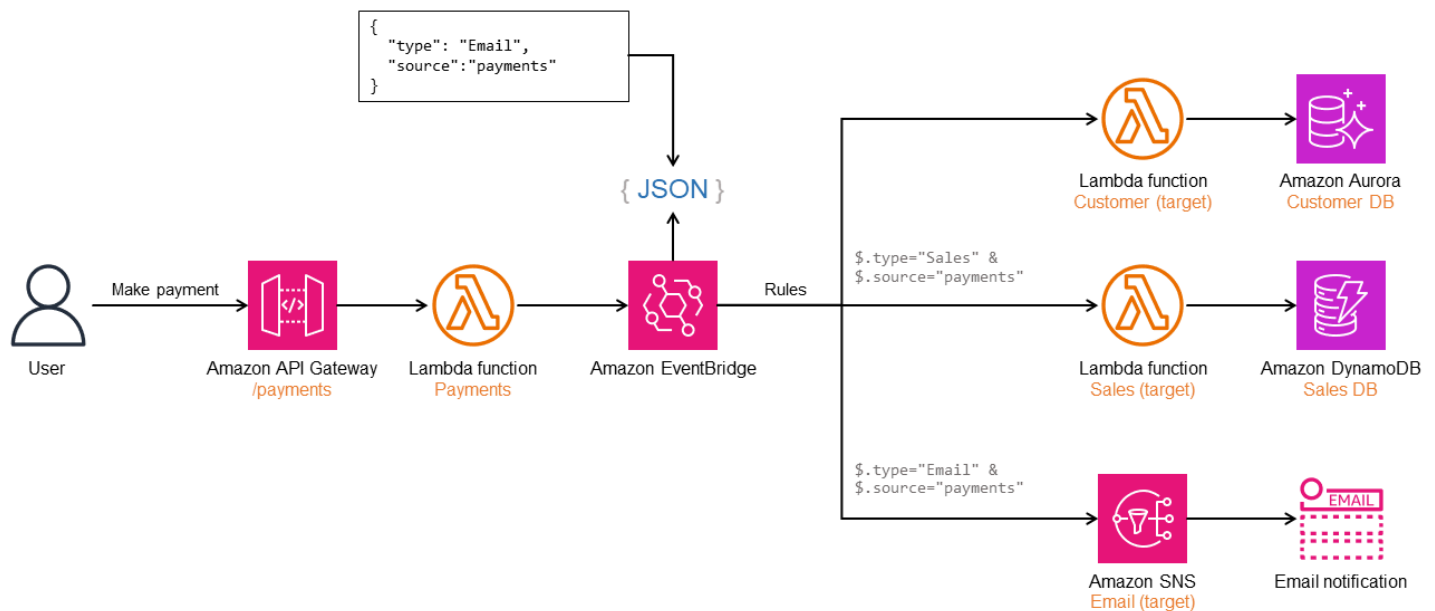 {
"type": "Email",
"source":"payments"
}
{ JSON }
Lambda function
Customer (target)
Amazon Aurora
Customer DB
$.type="Sales" &
$.source="payments"
Make payment
Rules
User
Amazon API Gateway
/payments
Lambda function
Payments
Amazon EventBridge
Lambda function
Sales (target)
Amazon DynamoDB
Sales DB
$.type="Email" &
$.source="payments"
EMAIL
Amazon SNS
Email (target)
Email notification